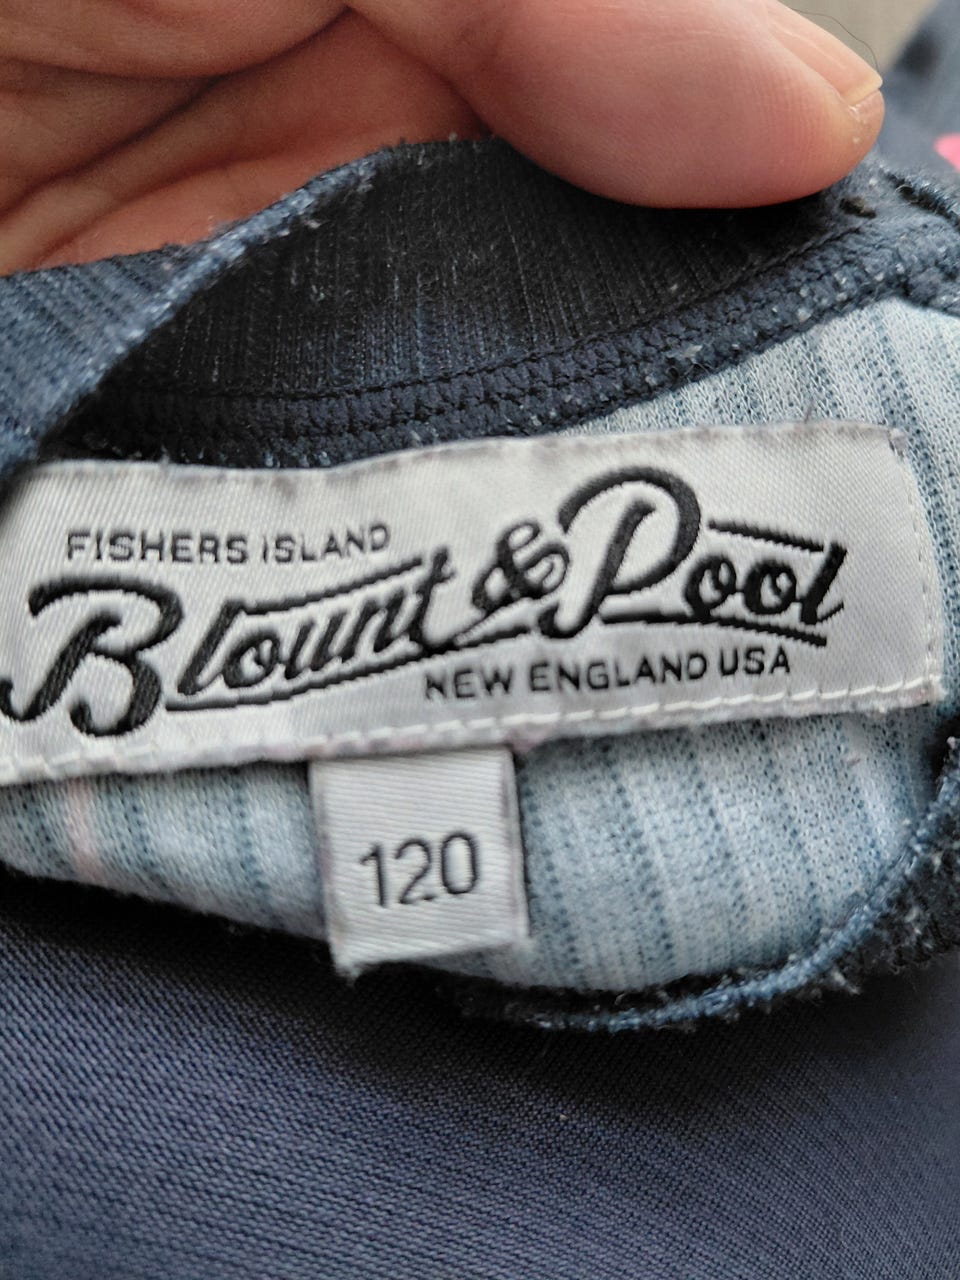 FISHERS ISLAND
Blount & Pool
NEW ENGLAND USA
120